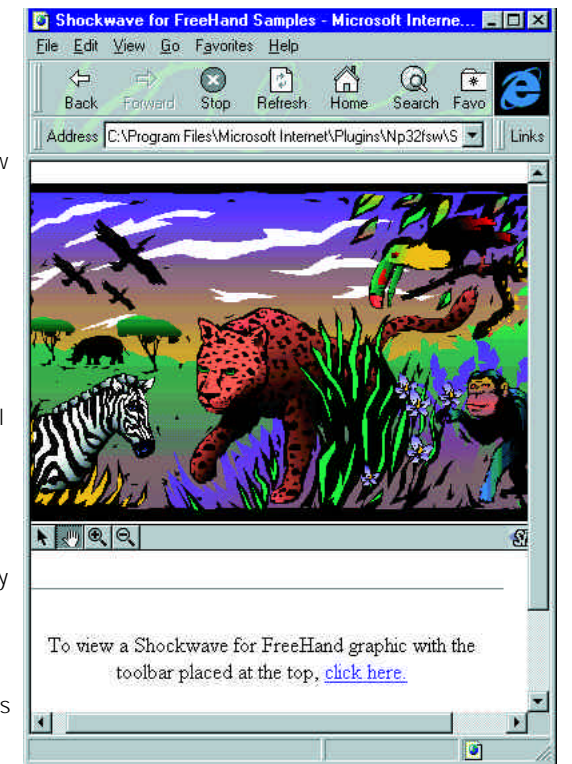 Shockwave for FreeHand Samples - Microsoft Interne...
File Edit View Go Favorites Help
Back Forward Stop Refresh Home Search Favo
Address C:\Program Files\Microsoft Internet\Plugins\Np32fsw\S Links
w
l
y
To view a Shockwave for FreeHand graphic with the
toolbar placed at the top, click here.
s